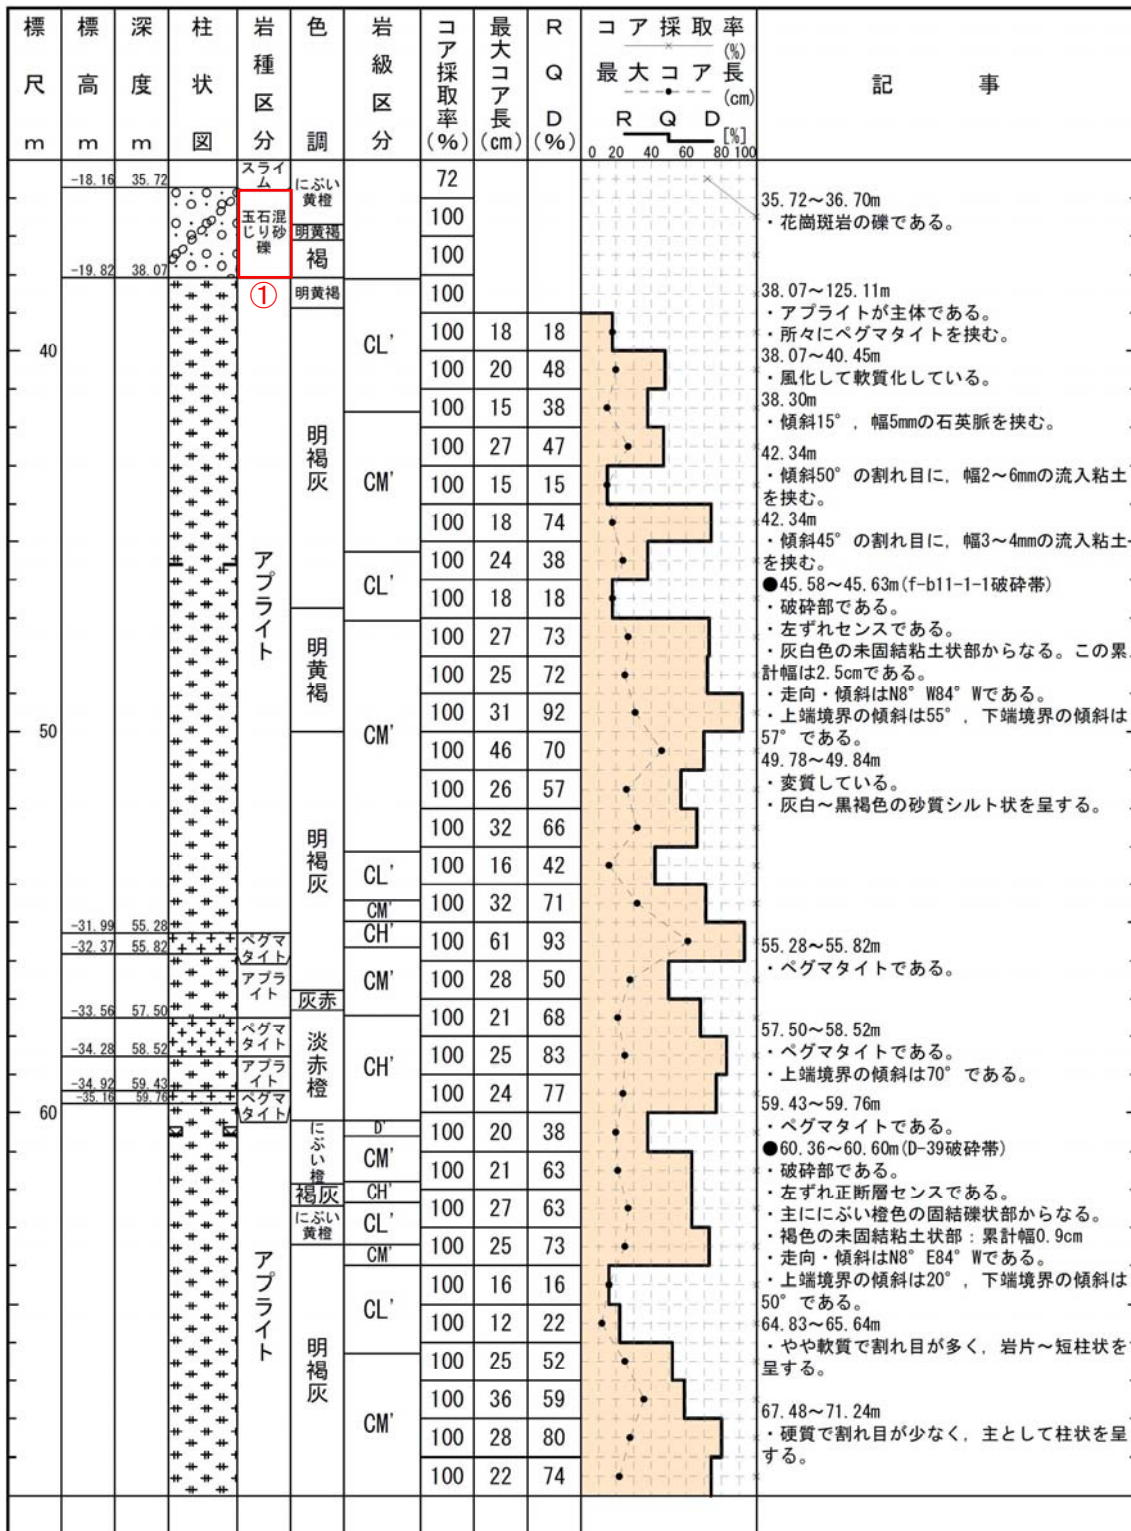 標尺m
標高m
深度m
柱状図
岩種区分
色調
岩級区分
コア採取率(%)
最大コア長(cm)
RQD(%)
コア採取率(%)
最大コア長(cm)
RQD[%]
0 20 40 60 80 100
記事
-18.16 35.72
-19.82 38.07
-31.99 55.28
-32.37 55.82
-33.56 57.50
-34.28 58.52
-34.92 59.43
-35.16 59.76
40
50
60
スライム
玉石混じり砂礫
①
アプライト
ペグマタイト
アプライト
ペグマタイト
アプライト
ペグマタイト
アプライト
にぶい黄橙
明黄褐
褐
明黄褐
明褐灰
明黄褐
明褐灰
灰赤
淡赤橙
にぶい橙
褐灰
にぶい黄橙
明褐灰
CL'
CM'
CL'
CM'
CL'
CM'
CH'
CM'
CH'
D'
CM'
CH'
CL'
CM'
CL'
CM'
72
100
100
100
100 18 18
100 20 48
100 15 38
100 27 47
100 15 15
100 18 74
100 24 38
100 18 18
100 27 73
100 25 72
100 31 92
100 46 70
100 26 57
100 32 66
100 16 42
100 32 71
100 61 93
100 28 50
100 21 68
100 25 83
100 24 77
100 20 38
100 21 63
100 27 63
100 25 73
100 16 16
100 12 22
100 25 52
100 36 59
100 28 80
100 22 74
35.72～36.70m
・花崗斑岩の礫である。
38.07～125.11m
・アプライトが主体である。
・所々にペグマタイトを挟む。
38.07～40.45m
・風化して軟質化している。
38.30m
・傾斜15°，幅5mmの石英脈を挟む。
42.34m
・傾斜50°の割れ目に，幅2～6mmの流入粘土
を挟む。
42.34m
・傾斜45°の割れ目に，幅3～4mmの流入粘土
を挟む。
●45.58～45.63m(f-b11-1-1破砕帯)
・破砕部である。
・左ずれセンスである。
・灰白色の未固結粘土状部からなる。この累
計幅は2.5cmである。
・走向・傾斜はN8°W84°Wである。
・上端境界の傾斜は55°，下端境界の傾斜は
57°である。
49.78～49.84m
・変質している。
・灰白～黒褐色の砂質シルト状を呈する。
55.28～55.82m
・ペグマタイトである。
57.50～58.52m
・ペグマタイトである。
・上端境界の傾斜は70°である。
59.43～59.76m
・ペグマタイトである。
●60.36～60.60m(D-39破砕帯)
・破砕部である。
・左ずれ正断層センスである。
・主ににぶい橙色の固結礫状部からなる。
・褐色の未固結粘土状部：累計幅0.9cm
・走向・傾斜はN8°E84°Wである。
・上端境界の傾斜は20°，下端境界の傾斜は
50°である。
64.83～65.64m
・やや軟質で割れ目が多く，岩片～短柱状を
呈する。
67.48～71.24m
・硬質で割れ目が少なく，主として柱状を呈
する。